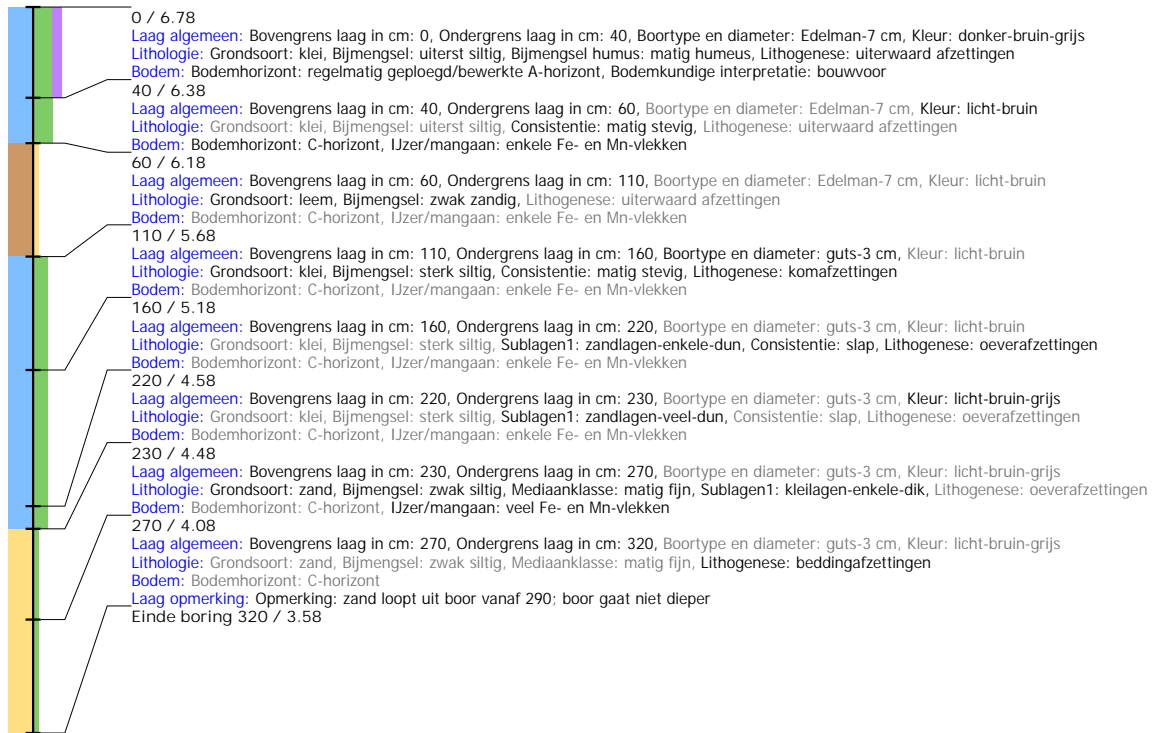 0 / 6.78
Laag algemeen: Bovengrens laag in cm: 0, Ondergrens laag in cm: 40, Boortype en diameter: Edelman-7 cm, Kleur: donker-bruin-grijs
Lithologie: Grondsoort: klei, Bijmengsel: uiterst siltig, Bijmengsel humus: matig humeus, Lithogenese: uiterwaard afzettingen
Bodem: Bodemhorizont: regelmatig geploegd/bewerkte A-horizont, Bodemkundige interpretatie: bouwvoor
40 / 6.38
Laag algemeen: Bovengrens laag in cm: 40, Ondergrens laag in cm: 60, Boortype en diameter: Edelman-7 cm, Kleur: licht-bruin
Lithologie: Grondsoort: klei, Bijmengsel: uiterst siltig, Consistentie: matig stevig, Lithogenese: uiterwaard afzettingen
Bodem: Bodemhorizont: C-horizont, IJzer/mangaan: enkele Fe- en Mn-vlekken
60 / 6.18
Laag algemeen: Bovengrens laag in cm: 60, Ondergrens laag in cm: 110, Boortype en diameter: Edelman-7 cm, Kleur: licht-bruin
Lithologie: Grondsoort: leem, Bijmengsel: zwak zandig, Lithogenese: uiterwaard afzettingen
Bodem: Bodemhorizont: C-horizont, IJzer/mangaan: enkele Fe- en Mn-vlekken
110 / 5.68
Laag algemeen: Bovengrens laag in cm: 110, Ondergrens laag in cm: 160, Boortype en diameter: guts-3 cm, Kleur: licht-bruin
Lithologie: Grondsoort: klei, Bijmengsel: sterk siltig, Consistentie: matig stevig, Lithogenese: komafzettingen
Bodem: Bodemhorizont: C-horizont, IJzer/mangaan: enkele Fe- en Mn-vlekken
160 / 5.18
Laag algemeen: Bovengrens laag in cm: 160, Ondergrens laag in cm: 220, Boortype en diameter: guts-3 cm, Kleur: licht-bruin
Lithologie: Grondsoort: klei, Bijmengsel: sterk siltig, Sublagen1: zandlagen-enkele-dun, Consistentie: slap, Lithogenese: oeverafzettingen
Bodem: Bodemhorizont: C-horizont, IJzer/mangaan: enkele Fe- en Mn-vlekken
220 / 4.58
Laag algemeen: Bovengrens laag in cm: 220, Ondergrens laag in cm: 230, Boortype en diameter: guts-3 cm, Kleur: licht-bruin-grijs
Lithologie: Grondsoort: klei, Bijmengsel: sterk siltig, Sublagen1: zandlagen-veel-dun, Consistentie: slap, Lithogenese: oeverafzettingen
Bodem: Bodemhorizont: C-horizont, IJzer/mangaan: enkele Fe- en Mn-vlekken
230 / 4.48
Laag algemeen: Bovengrens laag in cm: 230, Ondergrens laag in cm: 270, Boortype en diameter: guts-3 cm, Kleur: licht-bruin-grijs
Lithologie: Grondsoort: zand, Bijmengsel: zwak siltig, Mediaanklasse: matig fijn, Sublagen1: kleilagen-enkele-dik, Lithogenese: oeverafzettingen
Bodem: Bodemhorizont: C-horizont, IJzer/mangaan: veel Fe- en Mn-vlekken
270 / 4.08
Laag algemeen: Bovengrens laag in cm: 270, Ondergrens laag in cm: 320, Boortype en diameter: guts-3 cm, Kleur: licht-bruin-grijs
Lithologie: Grondsoort: zand, Bijmengsel: zwak siltig, Mediaanklasse: matig fijn, Lithogenese: beddingafzettingen
Bodem: Bodemhorizont: C-horizont
Laag opmerking: Opmerking: zand loopt uit boor vanaf 290; boor gaat niet dieper
Einde boring 320 / 3.58